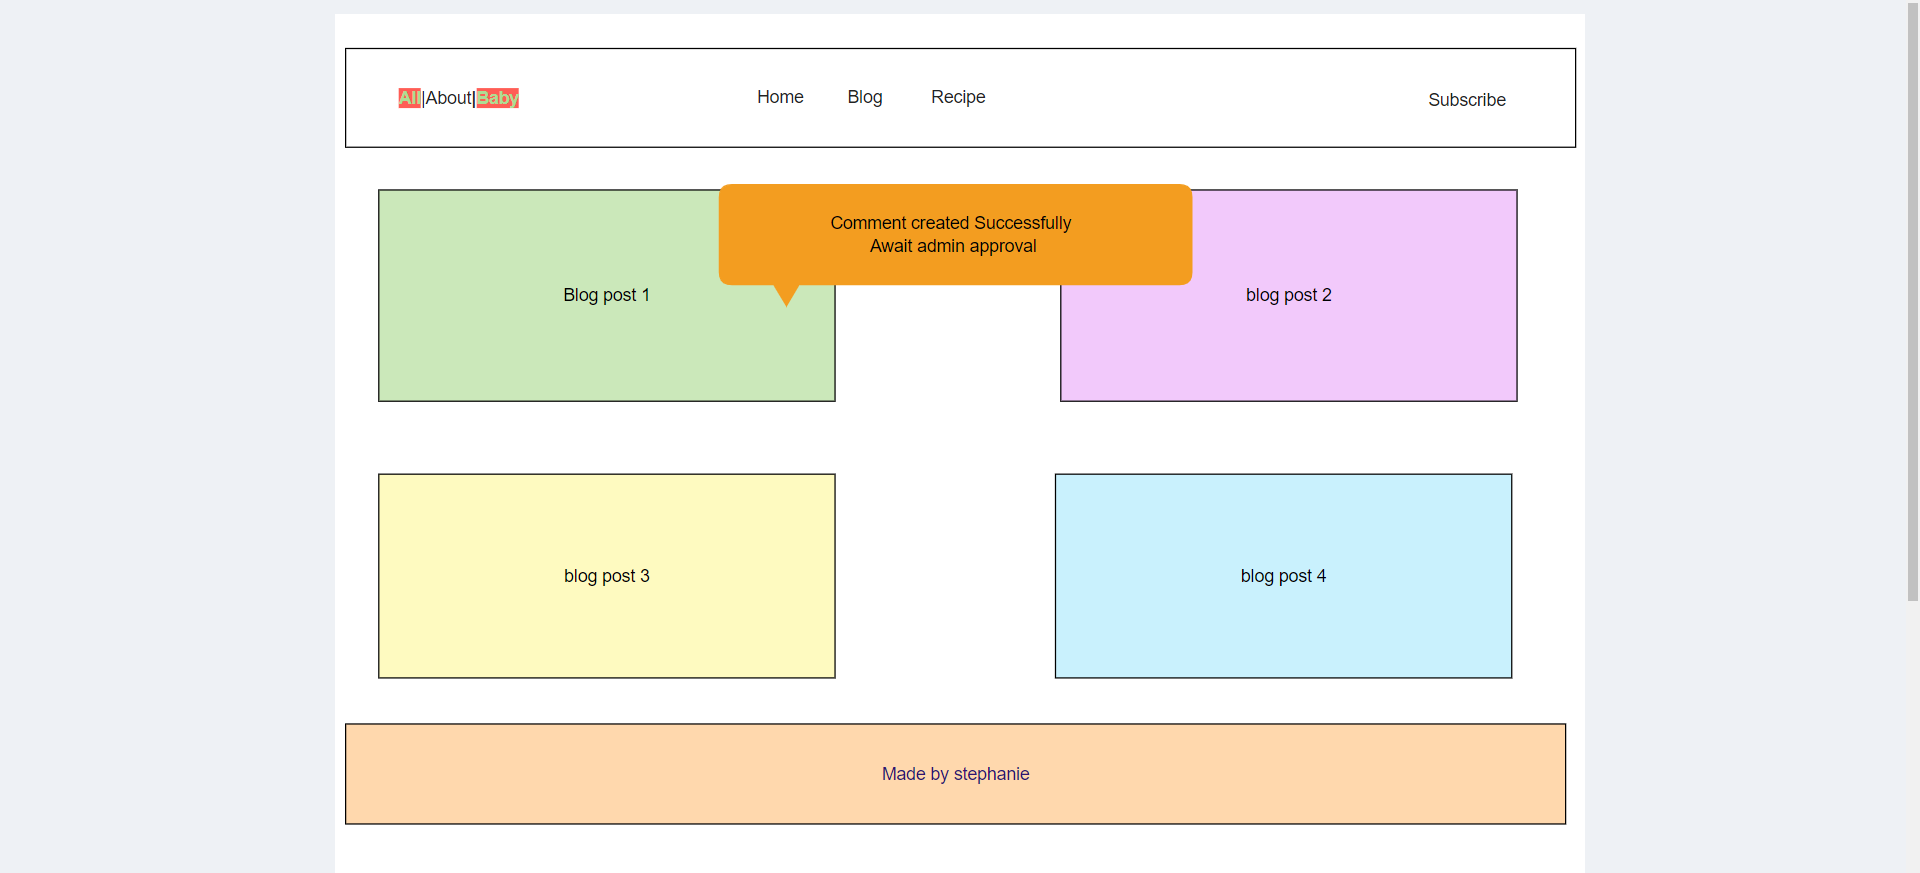 All|About|Baby
Home
Blog
Recipe
Subscribe
Comment created Successfully
Await admin approval
Blog post 1
blog post 2
blog post 3
blog post 4
Made by stephanie